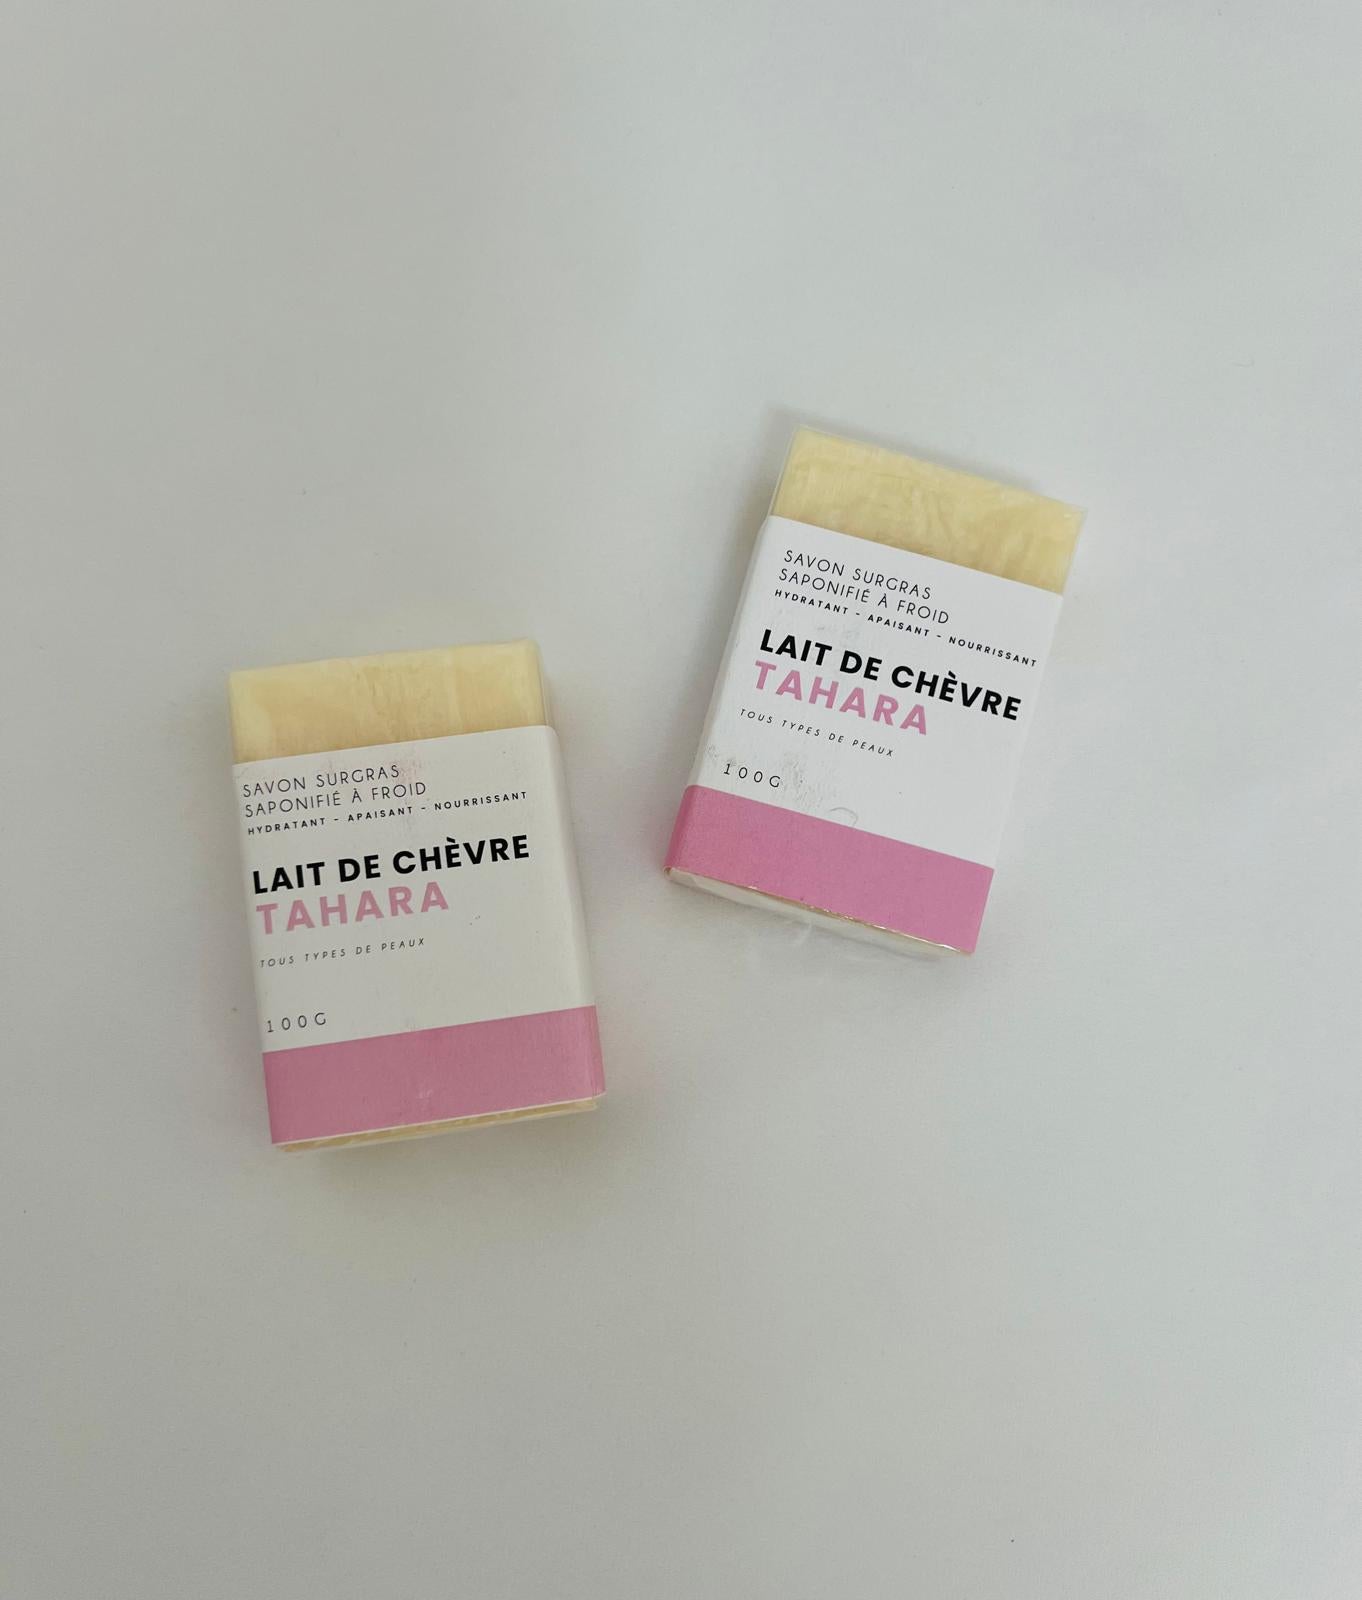 SAVON SURGRAS
SAPONIFIÉ À FROID
HYDRATANT - APAISANT - NOURRISSANT
LAIT DE CHÈVRE
TAHARA
TOUS TYPES DE PEAUX
100G
SAVON SURGRAS
SAPONIFIÉ À FROID
HYDRATANT - APAISANT - NOURRISSANT
LAIT DE CHÈVRE
TAHARA
TOUS TYPES DE PEAUX
100G